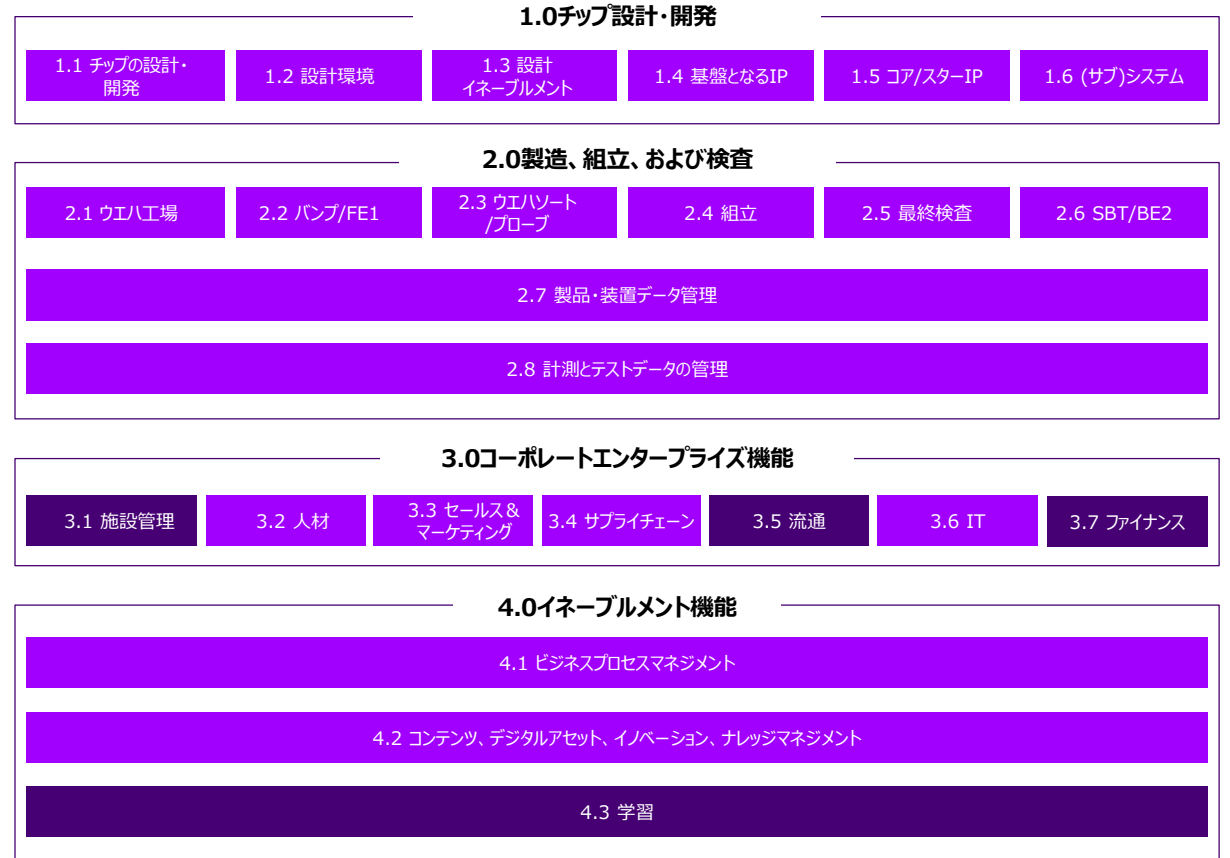 1.0チップ設計・開発
1.1 チップの設計・
開発
1.2 設計環境
1.3 設計
イネーブルメント
1.4 基盤となるIP
1.5 コア/スターIP
1.6 (サブ)システム
2.0製造、組立、および検査
2.1 ウエハ工場
2.2 バンプ/FE1
2.3 ウエハソート
/プローブ
2.4 組立
2.5 最終検査
2.6 SBT/BE2
2.7 製品・装置データ管理
2.8 計測とテストデータの管理
3.0コーポレートエンタープライズ機能
3.1 施設管理
3.2 人材
3.3 セールス＆
マーケティング
3.4 サプライチェーン
3.5 流通
3.6 IT
3.7 ファイナンス
4.0イネーブルメント機能
4.1 ビジネスプロセスマネジメント
4.2 コンテンツ、デジタルアセット、イノベーション、ナレッジマネジメント
4.3 学習